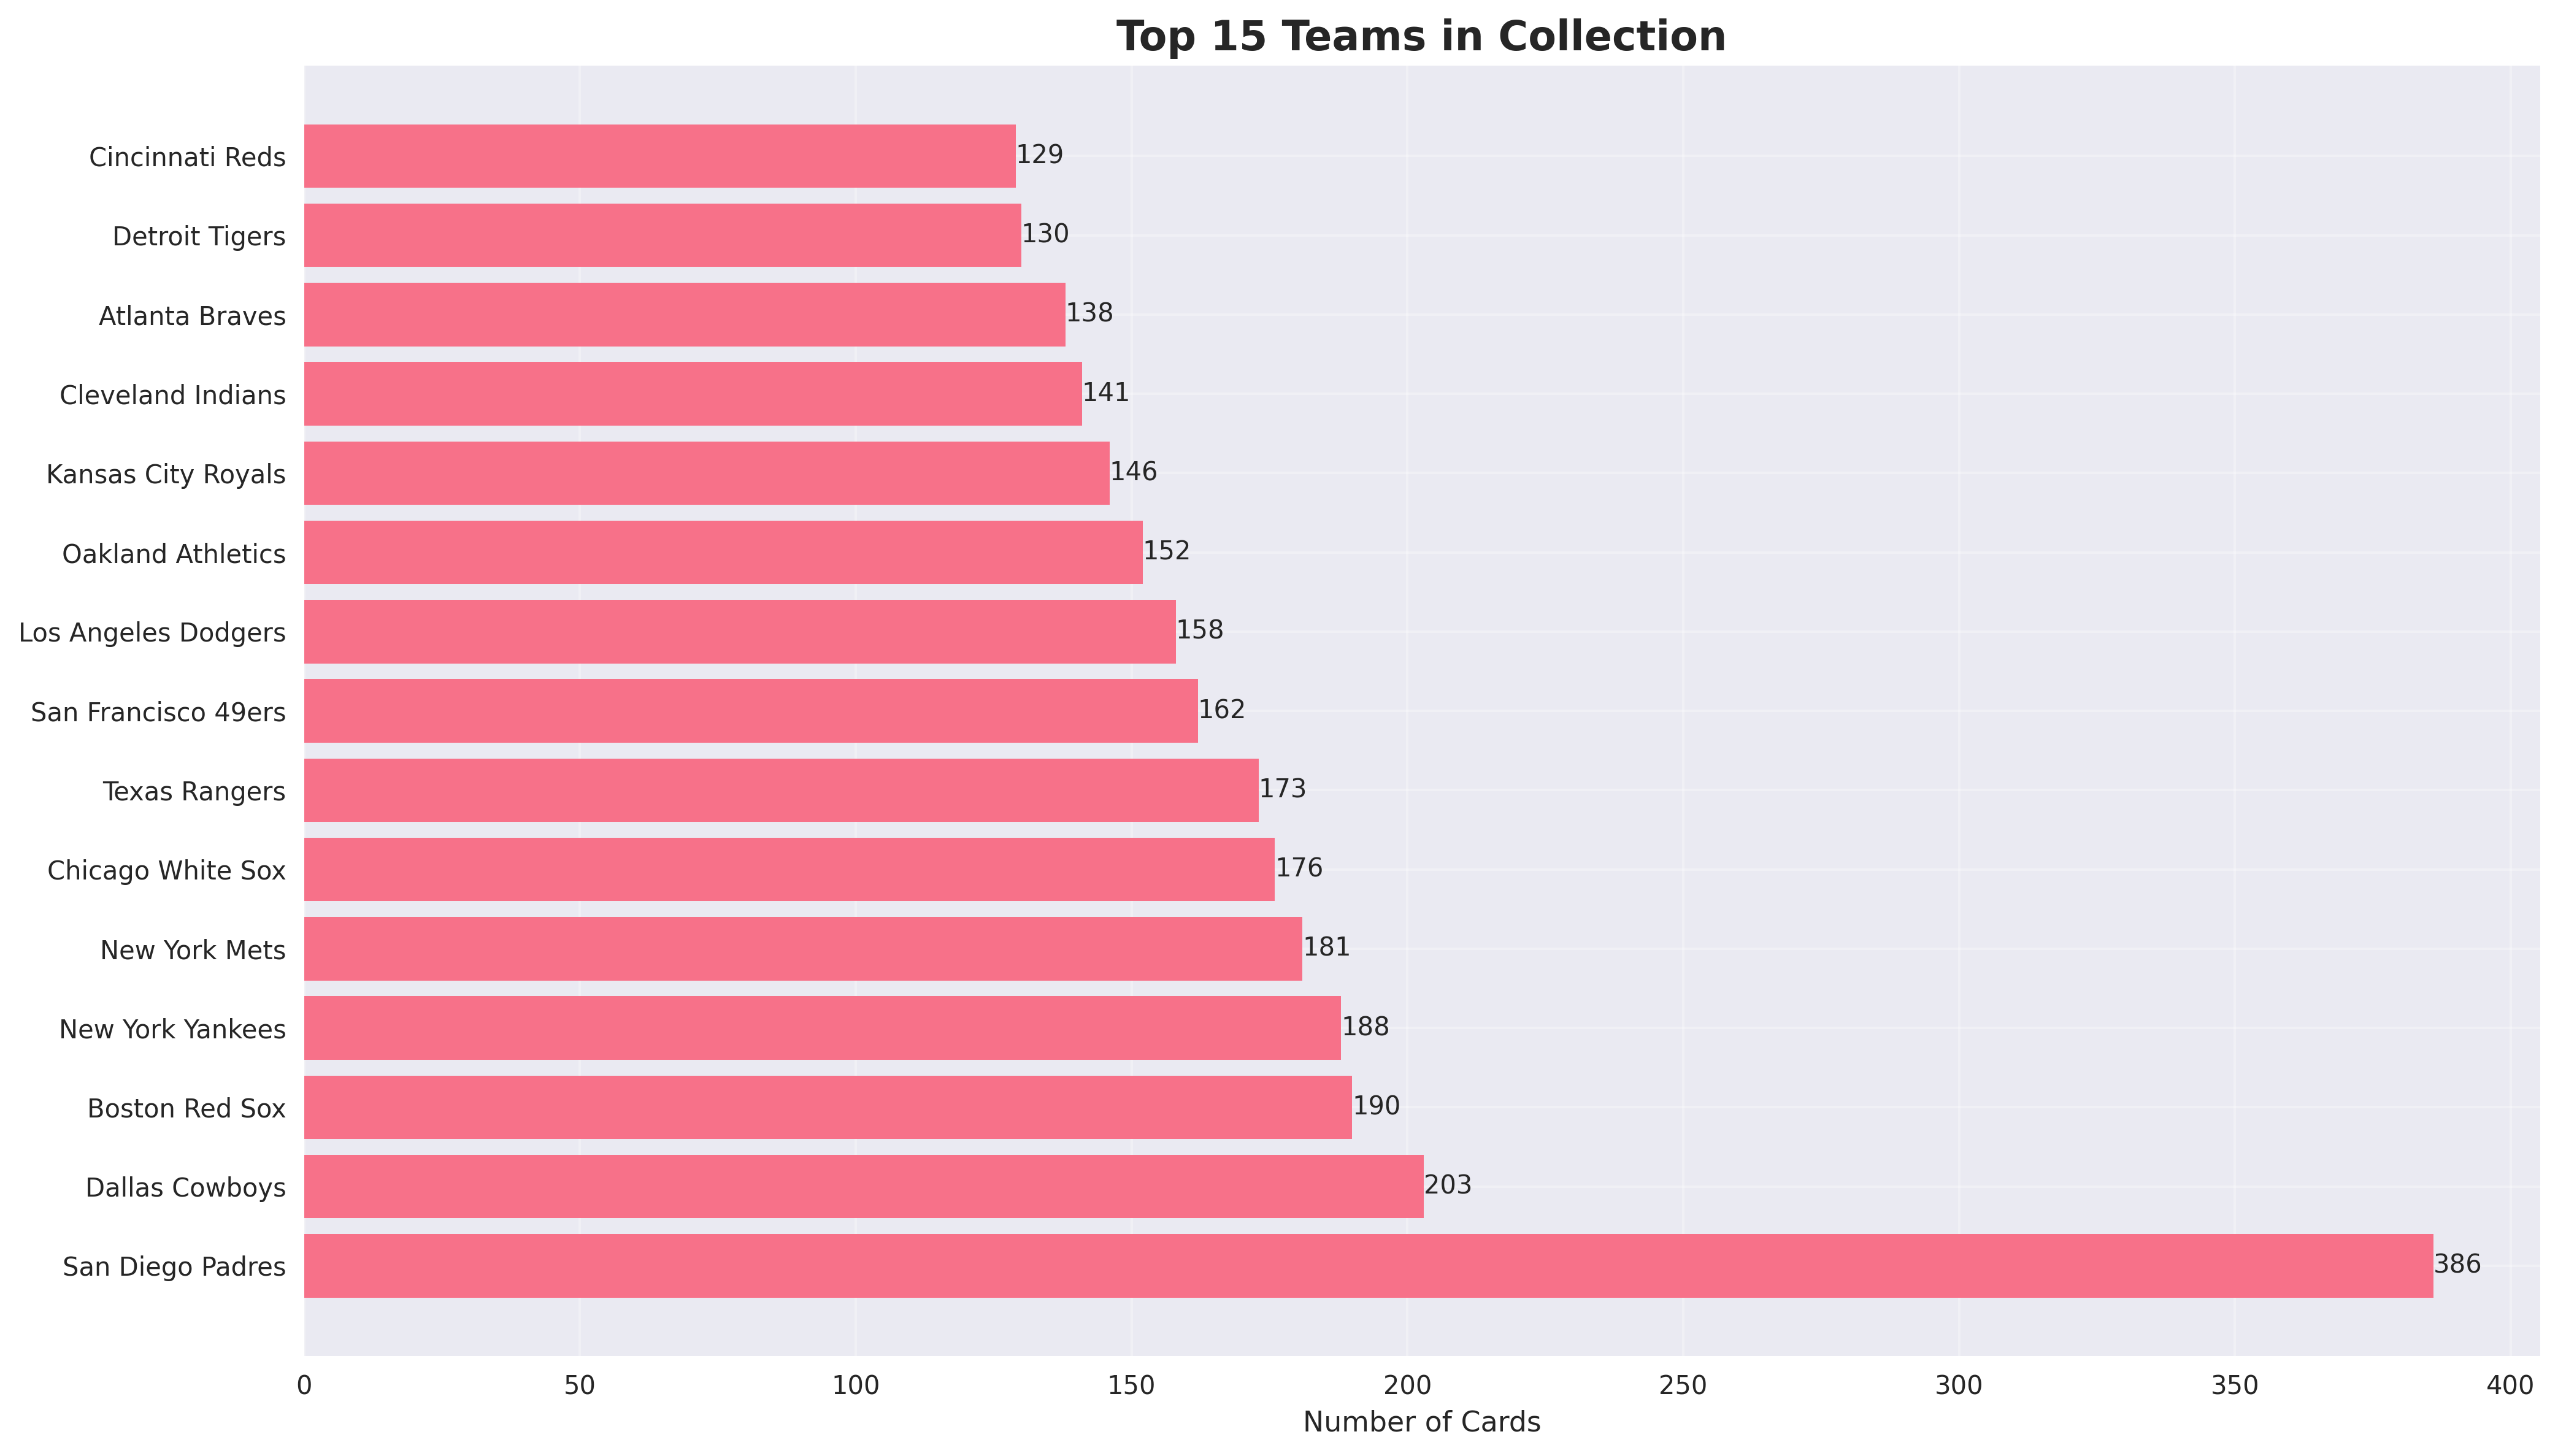 Top 15 Teams in Collection
Cincinnati Reds 129
Detroit Tigers 130
Atlanta Braves 138
Cleveland Indians 141
Kansas City Royals 146
Oakland Athletics 152
Los Angeles Dodgers 158
San Francisco 49ers 162
Texas Rangers 173
Chicago White Sox 176
New York Mets 181
New York Yankees 188
Boston Red Sox 190
Dallas Cowboys 203
San Diego Padres 386
0 50 100 150 200 250 300 350 400
Number of Cards